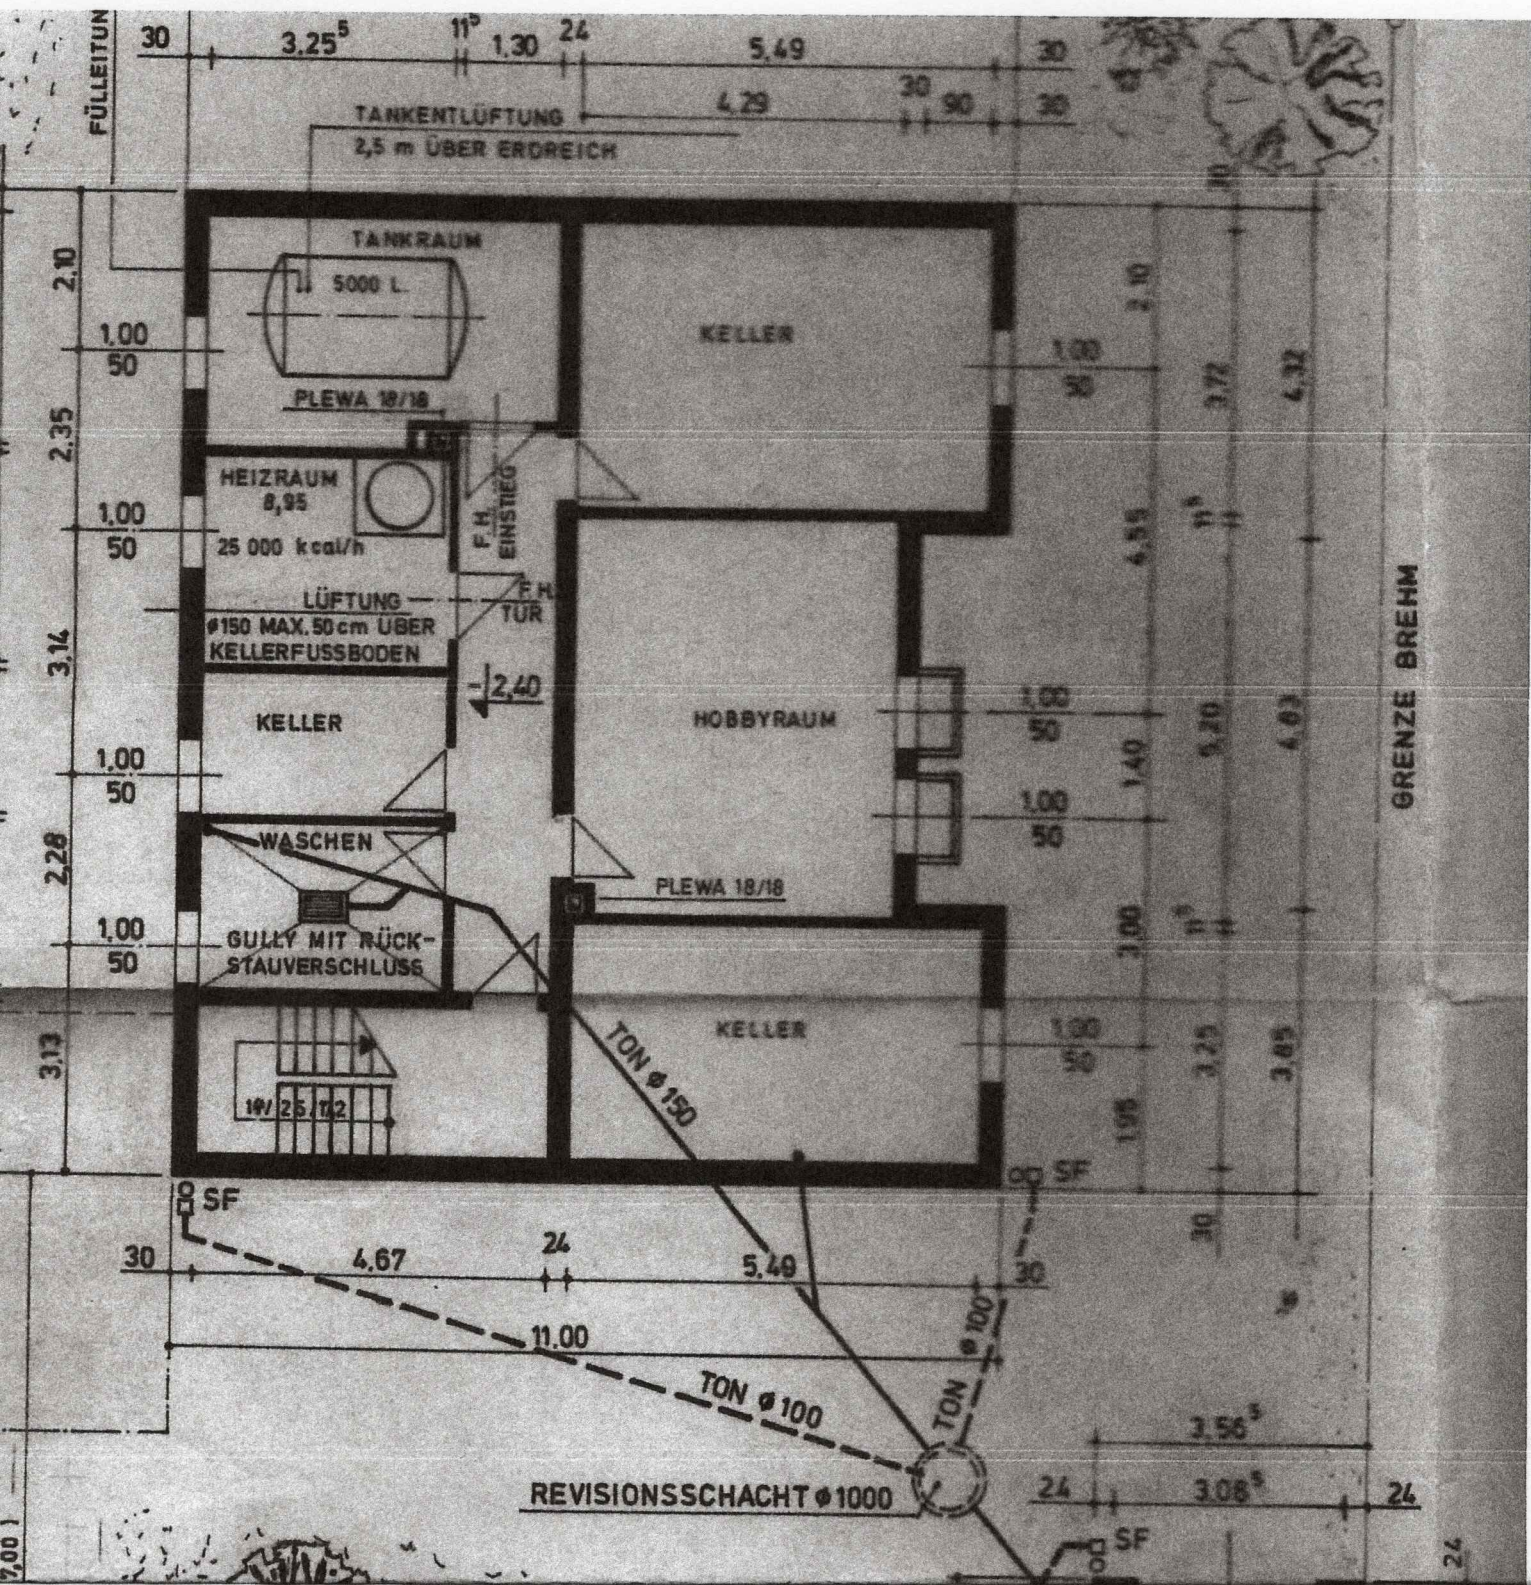 FÜLLEITUN
30 3.25⁵ 11⁵ 1.30 24 5.49 30
4.29 30 90 30
TANKENTLÜFTUNG
2,5 m ÜBER ERDREICH
TANKRAUM
5000 L.
PLEWA 18/18
KELLER
HEIZRAUM
8,95
25 000 kcal/h
F.H.
EINSTIEG
LÜFTUNG
Ø150 MAX. 50 cm ÜBER
KELLERFUSSBODEN
F.H.
TÜR
-2,40
KELLER
HOBBYRAUM
WASCHEN
PLEWA 18/18
GULLY MIT RÜCK-
STAUVERSCHLUSS
KELLER
TON Ø 150
2,10
1,00
50
2,35
1,00
50
3,14
1,00
50
2,28
1,00
50
3,13
30
2,10
1,00
50
3,72
4,32
4,55
11⁵
1,00
50
1,40
5,20
4,83
1,00
50
3,00
11⁵
1,00
50
3,25
3,85
1,95
30
GRENZE BREHM
SF
SF
30 4.67 24 5.49 30
11.00
TON Ø 100
TON Ø 100
REVISIONSSCHACHT Ø 1000
3.56⁵
24 3.08⁵ 24
SF
24
7,00